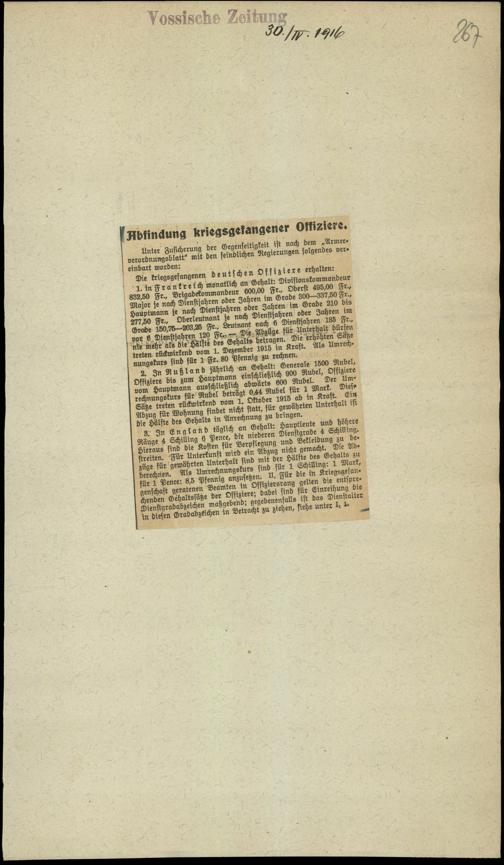 Vossische Zeitung
30./IV. 1916
267
Abfindung kriegsgefangener Offiziere.
Unter Zusicherung der Gegenseitigkeit ist nach dem „Armee-
verordnungsblatt“ mit den feindlichen Regierungen folgendes ver-
einbart worden:
Die kriegsgefangenen deutschen Offiziere erhalten:
1. in Frankreich monatlich an Gehalt: Divisionskommandeur
832,50 Fr., Brigadekommandeur 600,00 Fr., Oberst 495,00 Fr.,
Major je nach Dienstjahren oder Jahren im Grade 300—337,50 Fr.,
Hauptmann je nach Dienstjahren oder Jahren im Grade 210 bis
277,50 Fr., Oberleutnant je nach Dienstjahren oder Jahren im
Grade 150,75—203,25 Fr., Leutnant nach 6 Dienstjahren 135 Fr.,
vor 6 Dienstjahren 120 Fr. — Die Abzüge für Unterhalt dürfen
nie mehr als die Hälfte des Gehalts betragen. Die erhöhten Sätze
treten rückwirkend vom 1. Dezember 1915 in Kraft. Als Umrech-
nungskurs sind für 1 Fr. 80 Pfennig zu rechnen.
2. In Rußland jährlich an Gehalt: Generale 1500 Rubel,
Offiziere bis zum Hauptmann einschließlich 900 Rubel, Offiziere
vom Hauptmann ausschließlich abwärts 600 Rubel. Der Um-
rechnungskurs für Rubel beträgt 0,44 Rubel für 1 Mark. Diese
Sätze treten rückwirkend vom 1. Oktober 1915 ab in Kraft. Ein
Abzug für Wohnung findet nicht statt, für gewährten Unterhalt ist
die Hälfte des Gehalts in Anrechnung zu bringen.
3. In England täglich an Gehalt: Hauptleute und höhere
Ränge 4 Schilling 6 Pence, die niederen Dienstgrade 4 Schilling.
Hieraus sind die Kosten für Verpflegung und Bekleidung zu be-
streiten. Für Unterkunft wird ein Abzug nicht gemacht. Die Ab-
züge für gewährten Unterhalt sind mit der Hälfte des Gehalts zu
berechnen. Als Umrechnungskurs sind für 1 Schilling: 1 Mark,
für 1 Pence: 8,5 Pfennig anzusetzen. II. Für die in Kriegsgefan-
genschaft geratenen Beamten im Offiziersrang gelten die entspre-
chenden Gehaltssätze der Offiziere; dabei sind für Einreihung die
Dienstgradabzeichen maßgebend; gegebenenfalls ist das Dienstalter
in diesen Gradabzeichen in Betracht zu ziehen, siehe unter I, 1.